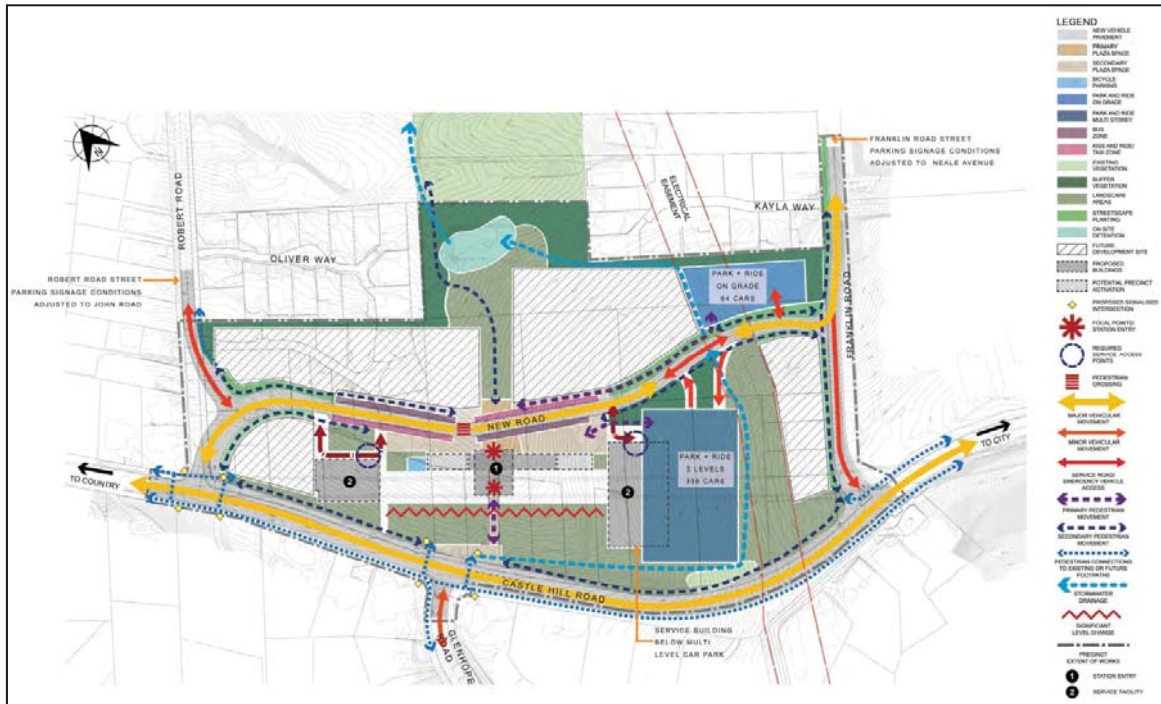 LEGEND
NEW VEHICLE
PAVEMENT
PRIMARY
PLAZA SPACE
SECONDARY
PLAZA SPACE
BICYCLE
PARKING
PARK AND RIDE
ON GRADE
PARK AND RIDE
MULTI STOREY
BUS
ZONE
KISS AND RIDE/
TAXI ZONE
EXISTING
VEGETATION
BUFFER
VEGETATION
LANDSCAPE
AREAS
STREETSCAPE
PLANTING
ON SITE
DETENTION
FUTURE
DEVELOPMENT SITE
PROPOSED
BUILDINGS
POTENTIAL PRECINCT
ACTIVATION
PROPOSED SIGNALISED
INTERSECTION
FOCAL POINTS/
STATION ENTRY
REQUIRED
SERVICE ACCESS
POINTS
PEDESTRIAN
CROSSING
MAJOR VEHICULAR
MOVEMENT
MINOR VEHICULAR
MOVEMENT
SERVICE ROAD/
EMERGENCY VEHICLE
ACCESS
PRIMARY PEDESTRIAN
MOVEMENT
SECONDARY PEDESTRIAN
MOVEMENT
PEDESTRIAN CONNECTIONS
TO EXISTING OR FUTURE
FOOTPATHS
STORMWATER
DRAINAGE
SIGNIFICANT
LEVEL CHANGE
PRECINCT
EXTENT OF WORKS
1 STATION ENTRY
2 SERVICE FACILITY
N
FRANKLIN ROAD STREET
PARKING SIGNAGE CONDITIONS
ADJUSTED TO NEALE AVENUE
ELECTRICAL
EASEMENT
KAYLA WAY
ROBERT ROAD
OLIVER WAY
ROBERT ROAD STREET
PARKING SIGNAGE CONDITIONS
ADJUSTED TO JOHN ROAD
PARK + RIDE
ON GRADE
64 CARS
FRANKLIN ROAD
NEW ROAD
TO CITY
TO COUNTRY
PARK + RIDE
2 LEVELS
336 CARS
1
2
2
CASTLE HILL ROAD
GLENHOPE
ROAD
SERVICE BUILDING
BELOW MULTI
LEVEL CAR PARK